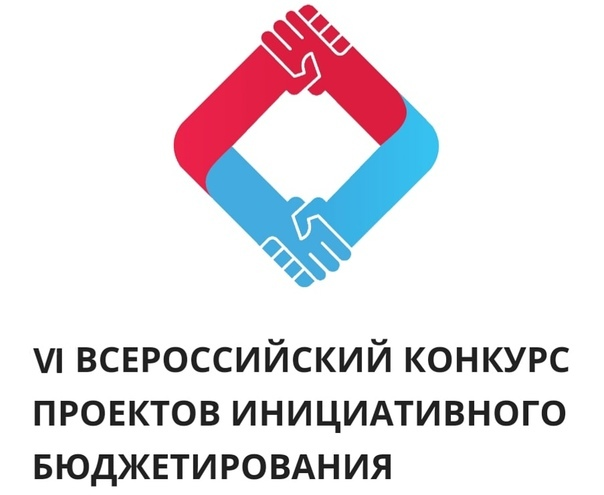 VI ВСЕРОССИЙСКИЙ КОНКУРС
ПРОЕКТОВ ИНИЦИАТИВНОГО
БЮДЖЕТИРОВАНИЯ